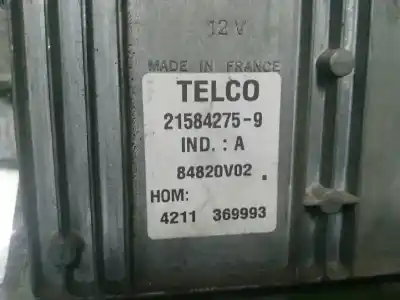 12 V
MADE IN FRANCE
TELCO
21584275-9
IND. : A
84820V02 .
HOM:
4211 369993